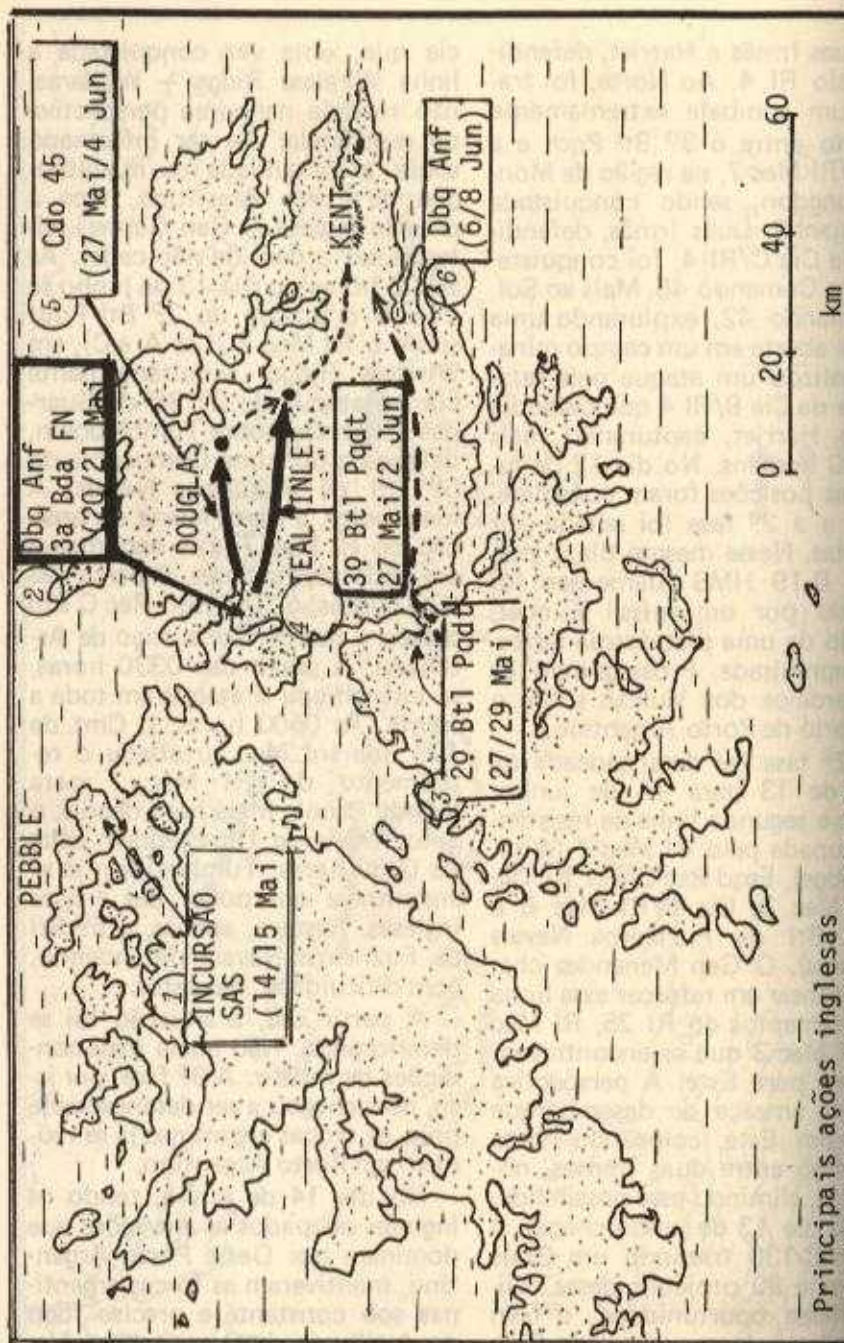 PEBBLE
1
INCURSÃO
SAS
(14/15 Mai)
2
Dbq Anf
3a Bda FN
20/21 Mai
5
Cdo 45
(27 Mai/4 Jun)
DOUGLAS
TEAL INLET
4
3º Btl Pqdt
27 Mai/2 Jun
KENT
3
2º Btl Pqdt
(27/29 Mai)
6
Dbq Anf
(6/8 Jun)
0 20 40 60
km
Principais ações inglesas